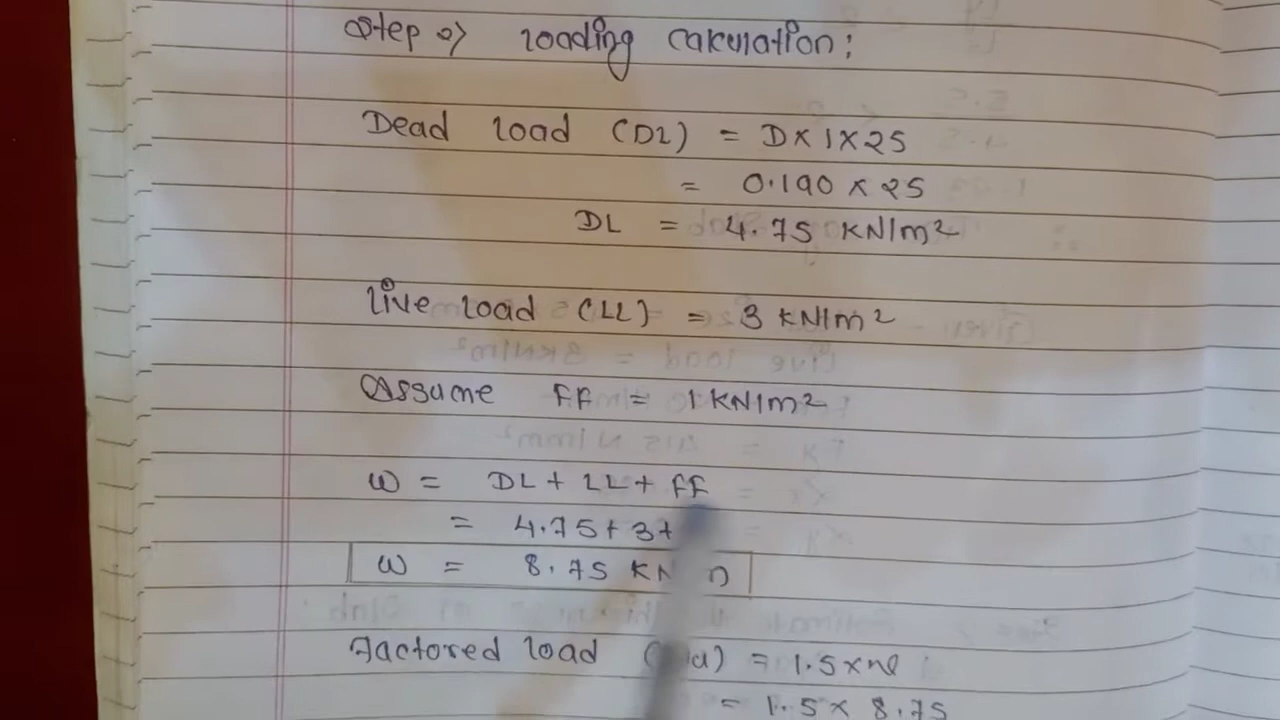 Step => Loading calculation:
Dead load (DL) = D×1×25
= 0.190 × 25
DL = 4.75 KN/m²
live load (LL) = 3 KN/m²
Assume FF = 1 KN/m²
W = DL + LL + FF
= 4.75 + 3 +
W = 8.75
Factored load = 1.5×w
= 1.5 × 8.75